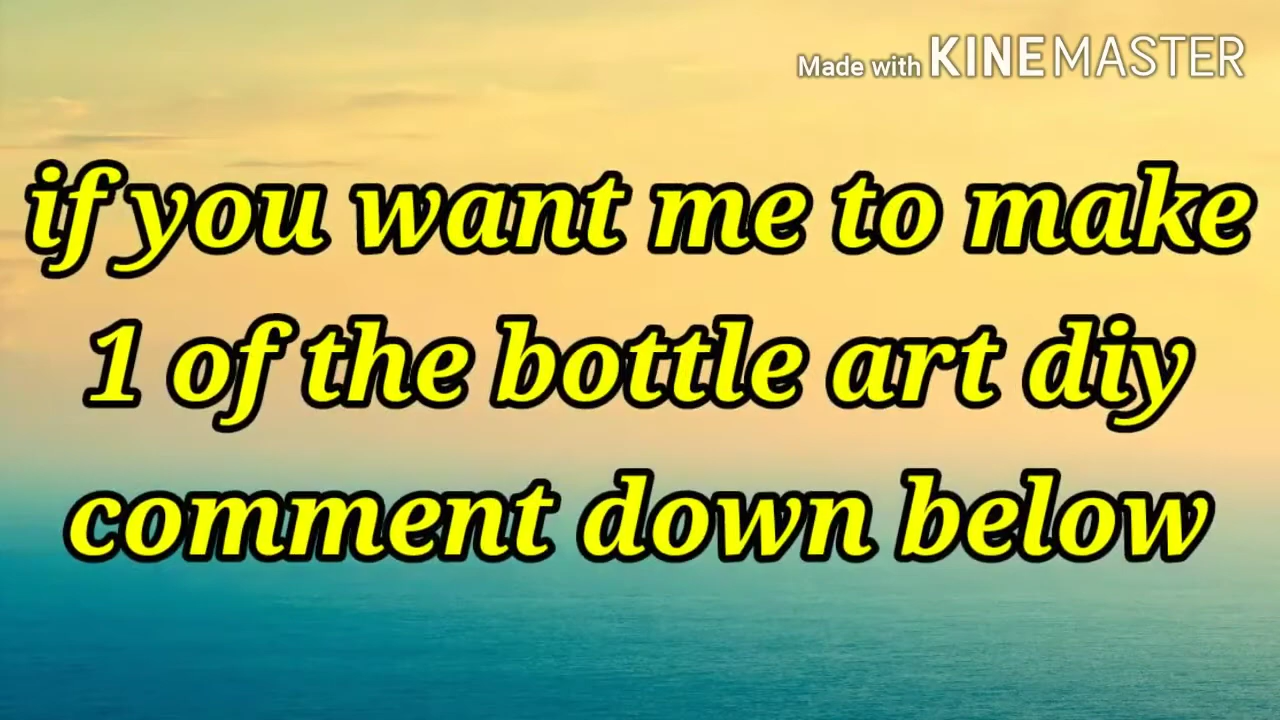 Made with KINEMASTER
if you want me to make
1 of the bottle art diy
comment down below